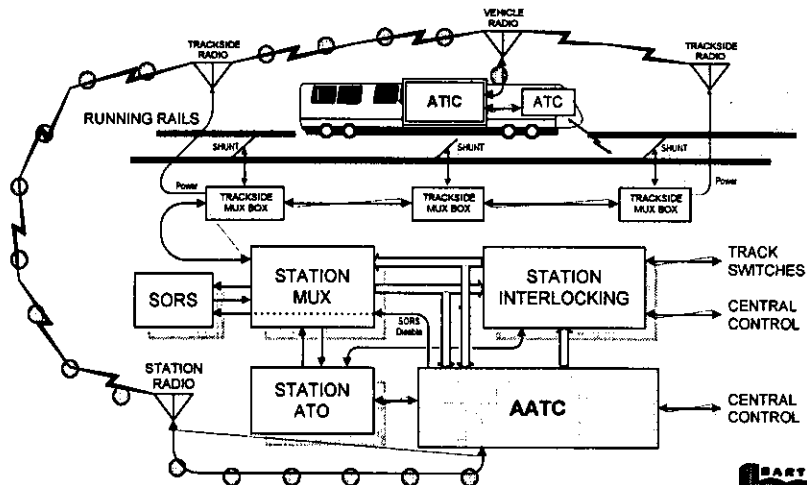 VEHICLE
RADIO
TRACKSIDE
RADIO
TRACKSIDE
RADIO
ATIC
ATC
RUNNING RAILS
SHUNT
SHUNT
SHUNT
Power
Power
TRACKSIDE
MUX BOX
TRACKSIDE
MUX BOX
TRACKSIDE
MUX BOX
STATION
MUX
STATION
INTERLOCKING
TRACK
SWITCHES
SORS
CENTRAL
CONTROL
SORS
Disable
STATION
RADIO
STATION
ATO
AATC
CENTRAL
CONTROL
BART